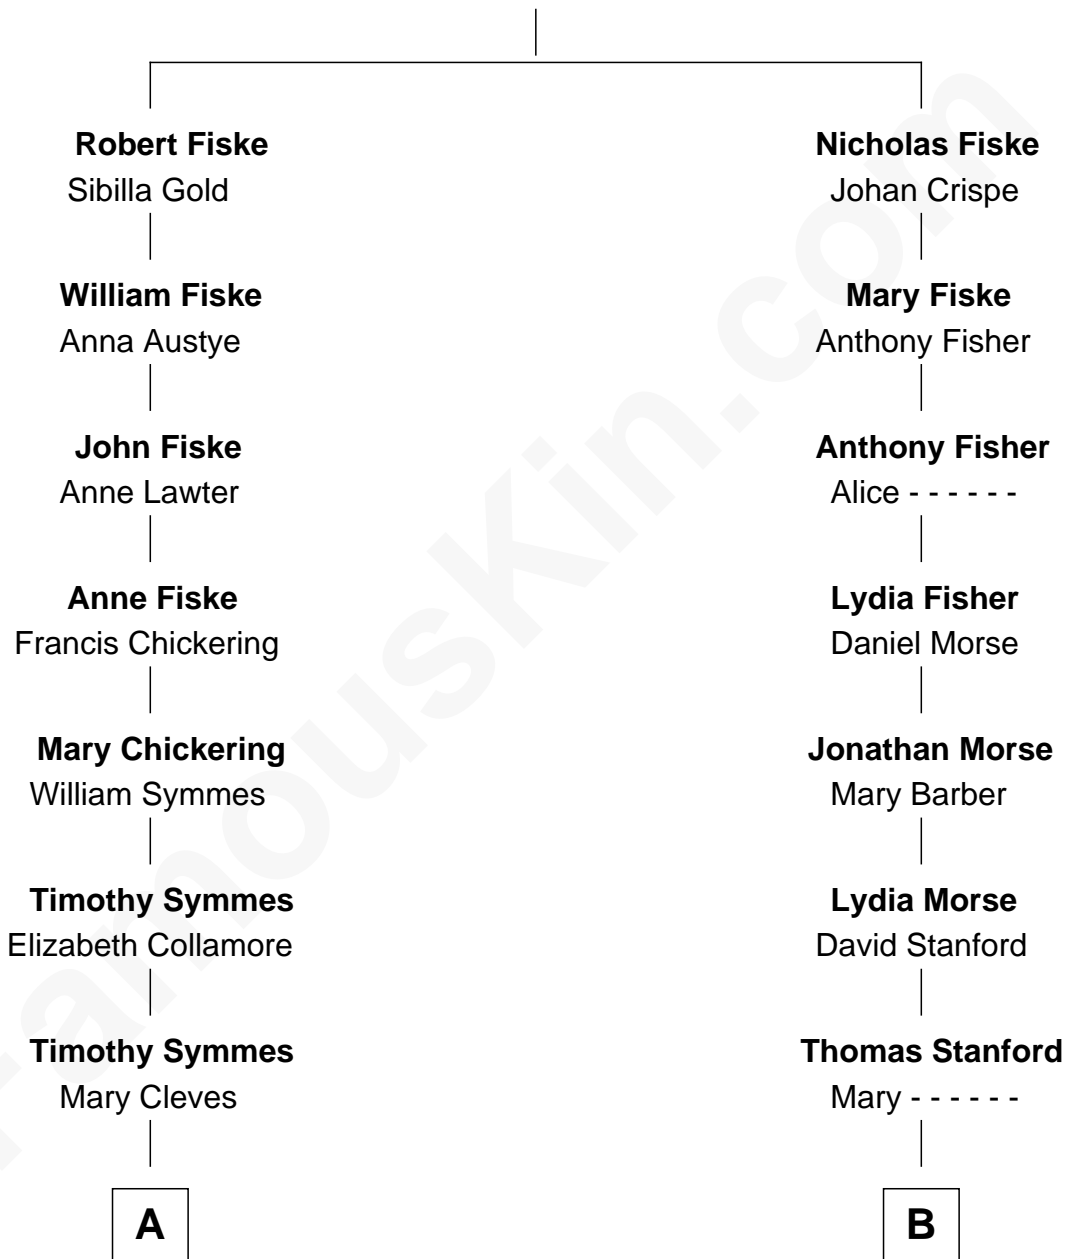 Robert Fiske
Sibilla Gold
William Fiske
Anna Austye
John Fiske
Anne Lawter
Anne Fiske
Francis Chickering
Mary Chickering
William Symmes
Timothy Symmes
Elizabeth Collamore
Timothy Symmes
Mary Cleves
A
Nicholas Fiske
Johan Crispe
Mary Fiske
Anthony Fisher
Anthony Fisher
Alice - - - - - -
Lydia Fisher
Daniel Morse
Jonathan Morse
Mary Barber
Lydia Morse
David Stanford
Thomas Stanford
Mary - - - - - -
B
FamousKin.com